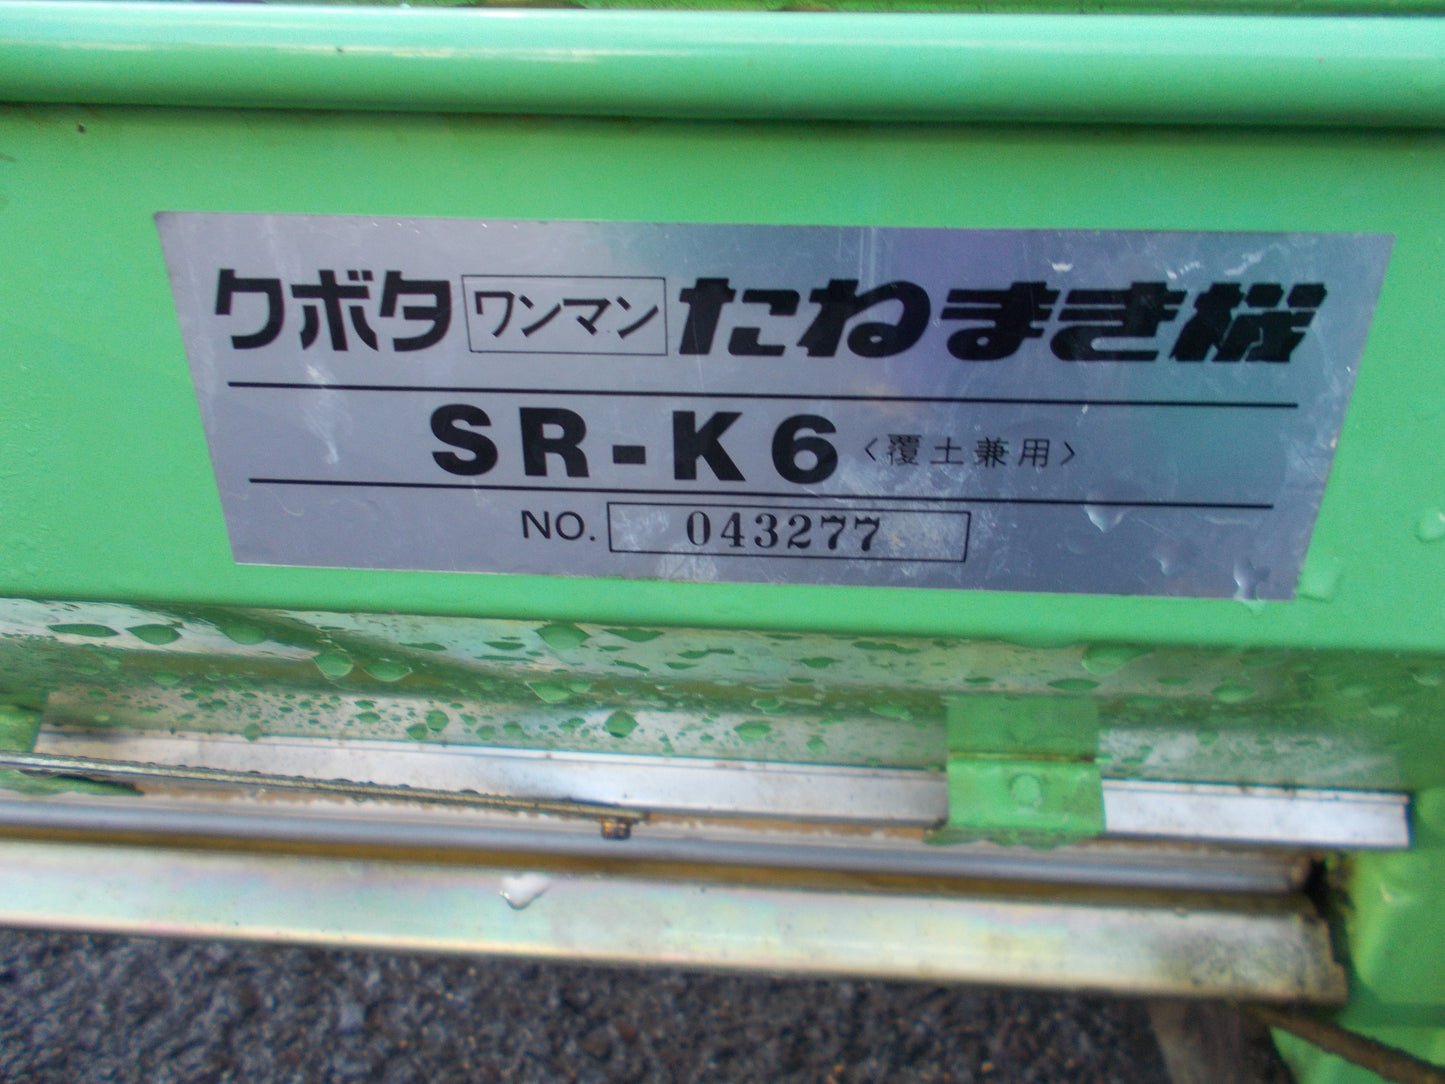 クボタ ワンマン たねまき機
SR-K6 〈覆土兼用〉
NO. 043277